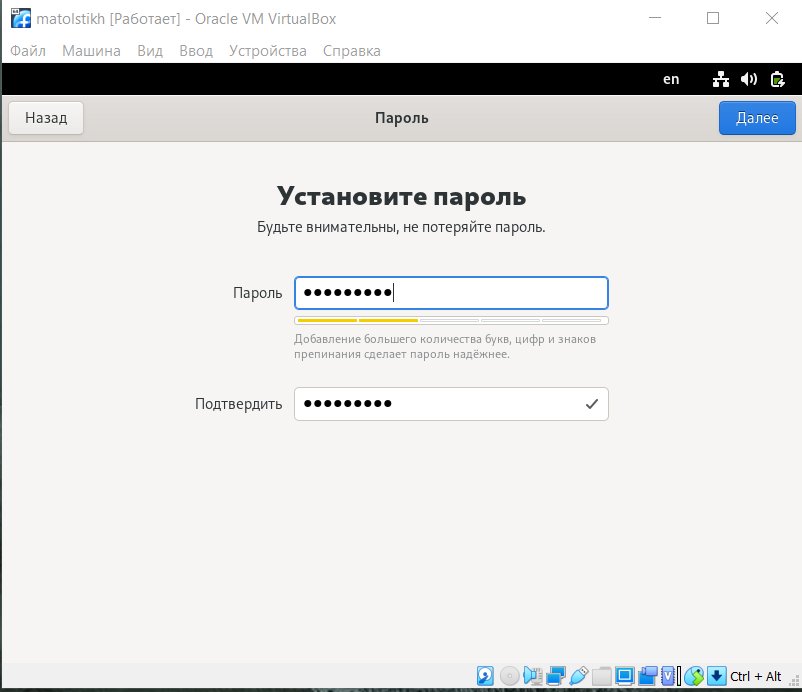 matolstikh [Работает] - Oracle VM VirtualBox
Файл Машина Вид Ввод Устройства Справка
en
Назад Пароль Далее
Установите пароль
Будьте внимательны, не потеряйте пароль.
Пароль ●●●●●●●●●
Добавление большего количества букв, цифр и знаков
препинания сделает пароль надёжнее.
Подтвердить ●●●●●●●●●
Ctrl + Alt